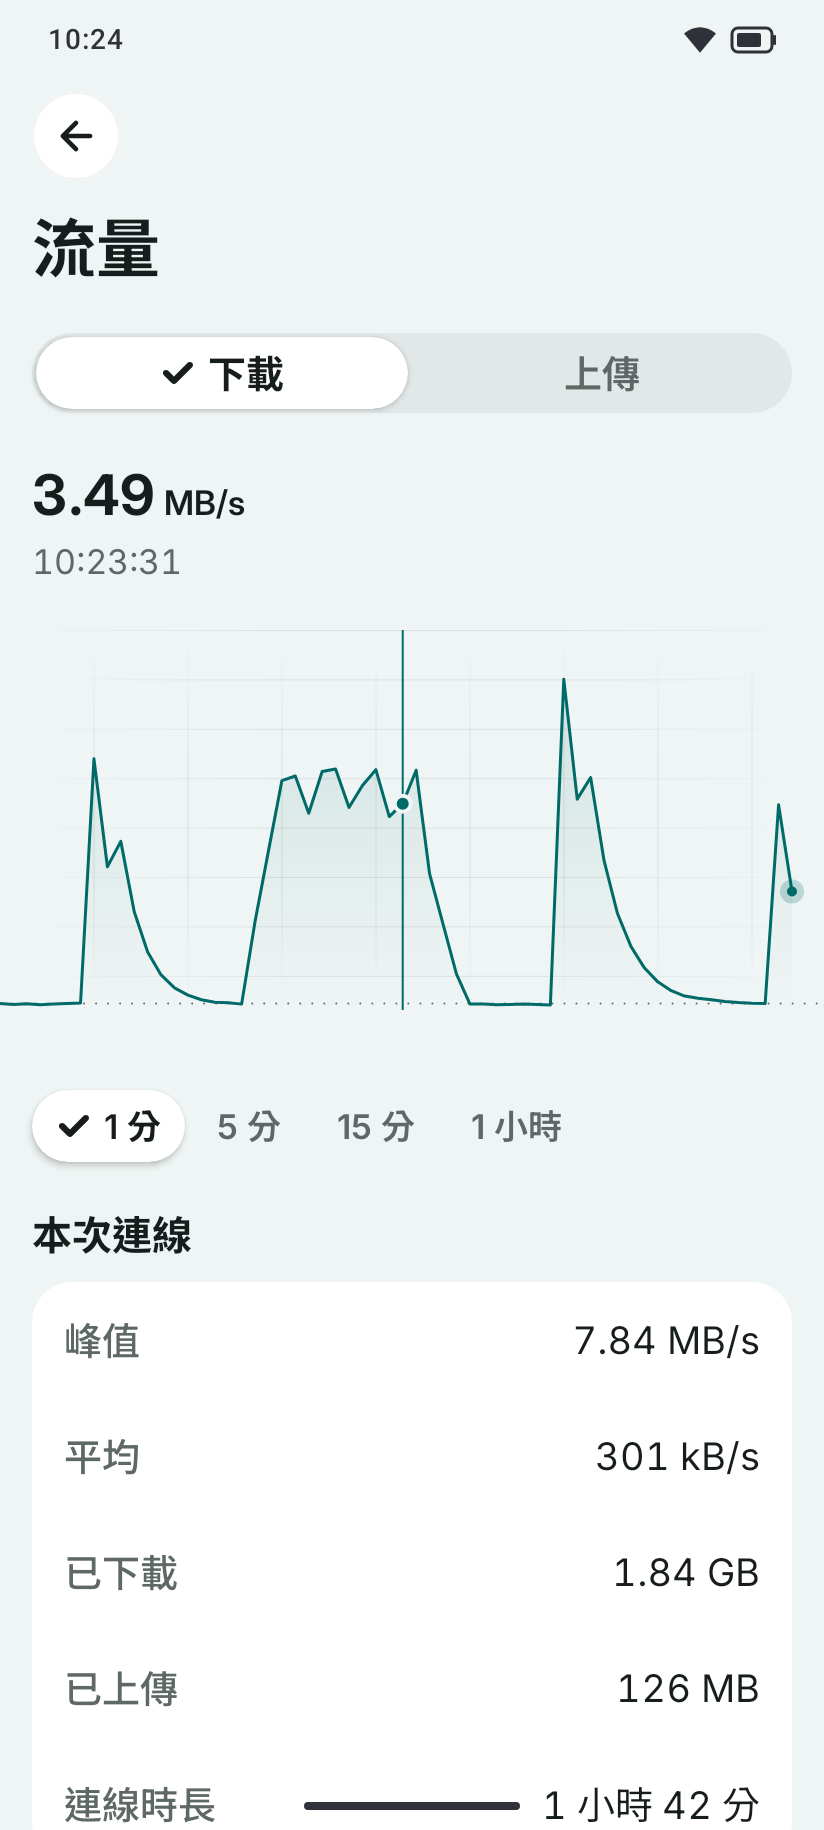 10:24
流量
下載
上傳
3.49 MB/s
10:23:31
1 分
5 分
15 分
1 小時
本次連線
峰值
7.84 MB/s
平均
301 kB/s
已下載
1.84 GB
已上傳
126 MB
連線時長
1 小時 42 分